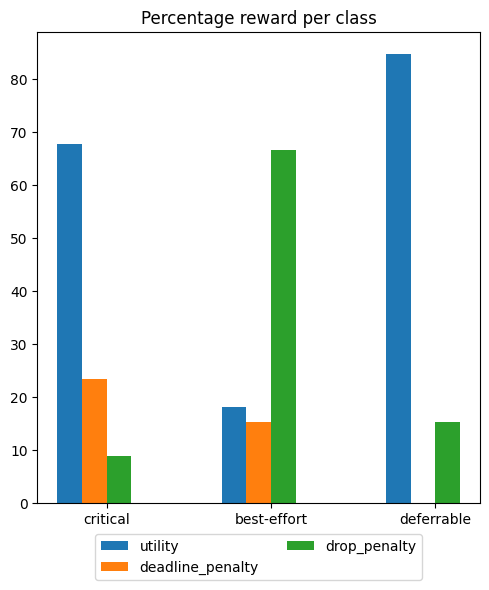 Percentage reward per class
80
70
60
50
40
30
20
10
0
critical best-effort deferrable
utility drop_penalty
deadline_penalty